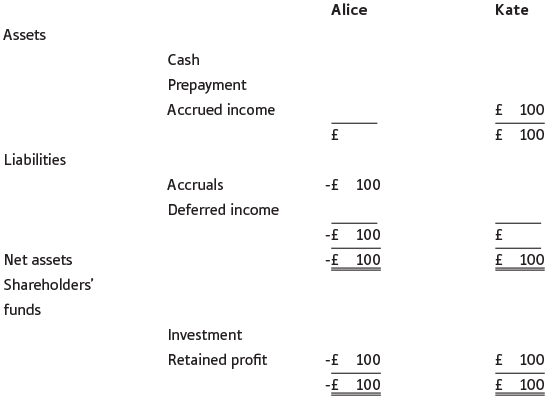 Alice Kate
Assets
Cash
Prepayment
Accrued income £ 100
£ £ 100
Liabilities
Accruals -£ 100
Deferred income
-£ 100 £
Net assets -£ 100 £ 100
Shareholders’
funds
Investment
Retained profit -£ 100 £ 100
-£ 100 £ 100